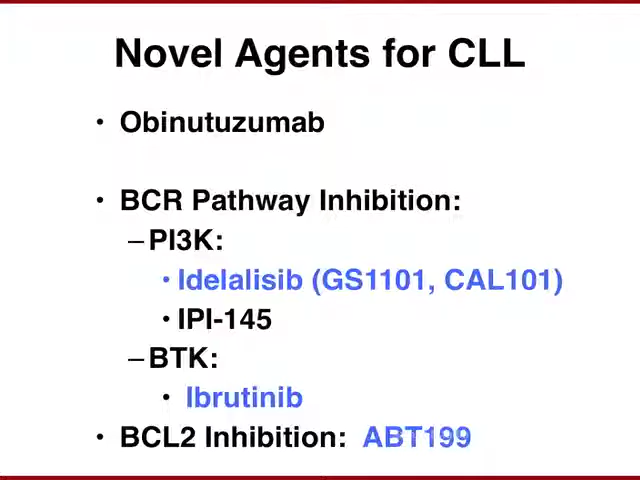 Novel Agents for CLL
• Obinutuzumab
• BCR Pathway Inhibition:
–PI3K:
• Idelalisib (GS1101, CAL101)
• IPI-145
–BTK:
• Ibrutinib
• BCL2 Inhibition: ABT199